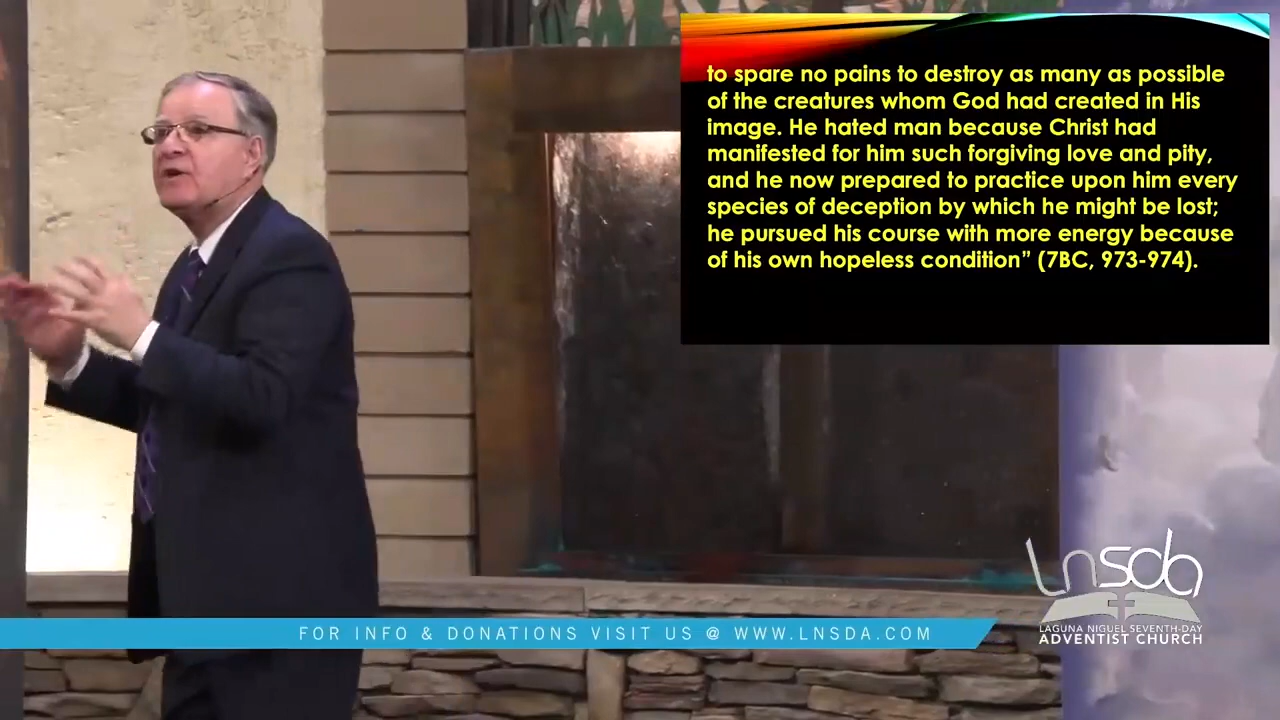 to spare no pains to destroy as many as possible
of the creatures whom God had created in His
image. He hated man because Christ had
manifested for him such forgiving love and pity,
and he now prepared to practice upon him every
species of deception by which he might be lost;
he pursued his course with more energy because
of his own hopeless condition” (7BC, 973-974).
lnsda
LAGUNA NIGUEL SEVENTH-DAY
ADVENTIST CHURCH
FOR INFO & DONATIONS VISIT US @ WWW.LNSDA.COM